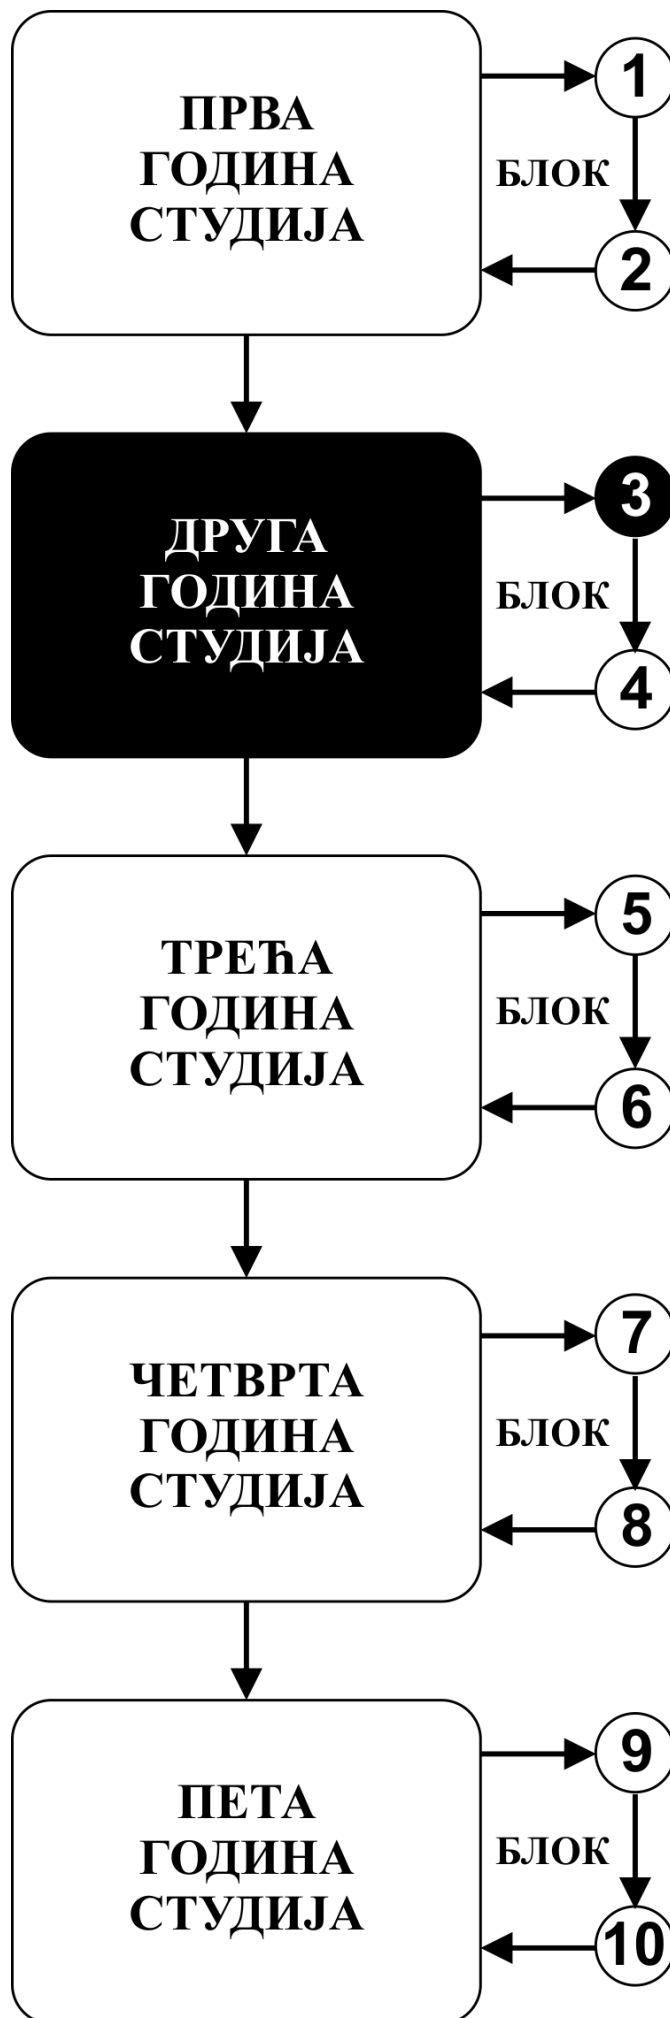 ПРВА
ГОДИНА
СТУДИЈА
1
БЛОК
2
ДРУГА
ГОДИНА
СТУДИЈА
3
БЛОК
4
ТРЕЋА
ГОДИНА
СТУДИЈА
5
БЛОК
6
ЧЕТВРТА
ГОДИНА
СТУДИЈА
7
БЛОК
8
ПЕТА
ГОДИНА
СТУДИЈА
9
БЛОК
10